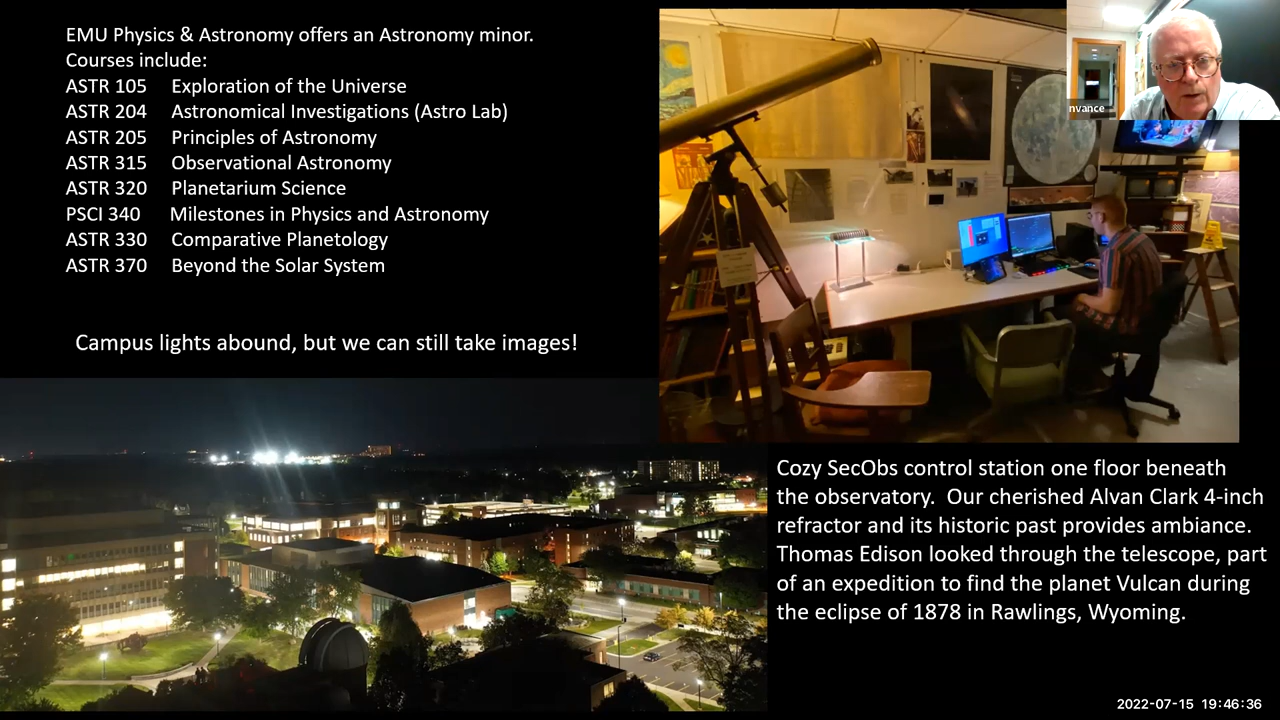 EMU Physics & Astronomy offers an Astronomy minor.
Courses include:
ASTR 105 Exploration of the Universe
ASTR 204 Astronomical Investigations (Astro Lab)
ASTR 205 Principles of Astronomy
ASTR 315 Observational Astronomy
ASTR 320 Planetarium Science
PSCI 340 Milestones in Physics and Astronomy
ASTR 330 Comparative Planetology
ASTR 370 Beyond the Solar System
Campus lights abound, but we can still take images!
nvance
Cozy SecObs control station one floor beneath
the observatory. Our cherished Alvan Clark 4-inch
refractor and its historic past provides ambiance.
Thomas Edison looked through the telescope, part
of an expedition to find the planet Vulcan during
the eclipse of 1878 in Rawlings, Wyoming.
2022-07-15 19:46:36